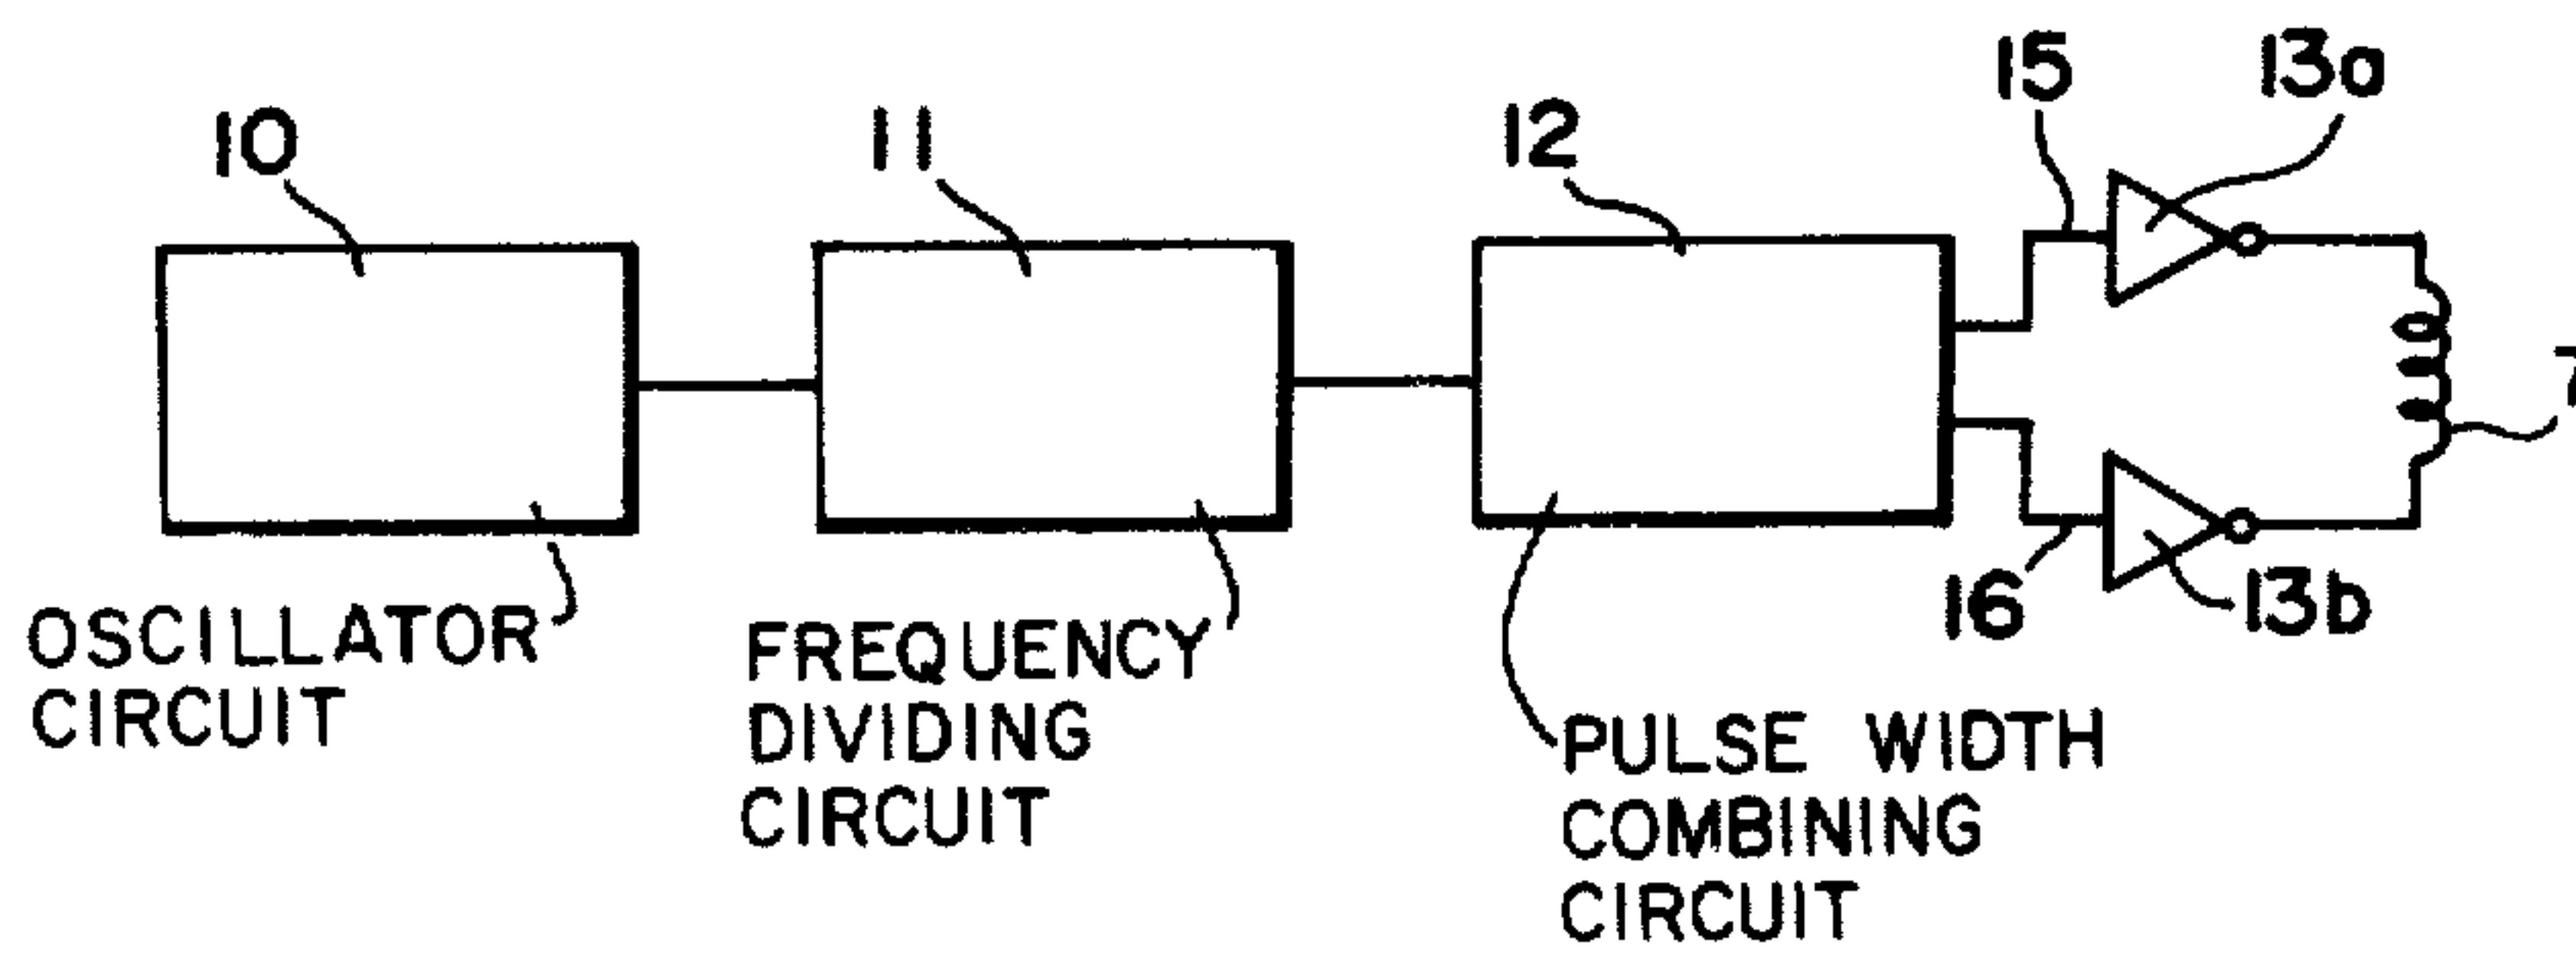 10
11
12
15
13a
7
16
13b
OSCILLATOR
CIRCUIT
FREQUENCY
DIVIDING
CIRCUIT
PULSE WIDTH
COMBINING
CIRCUIT